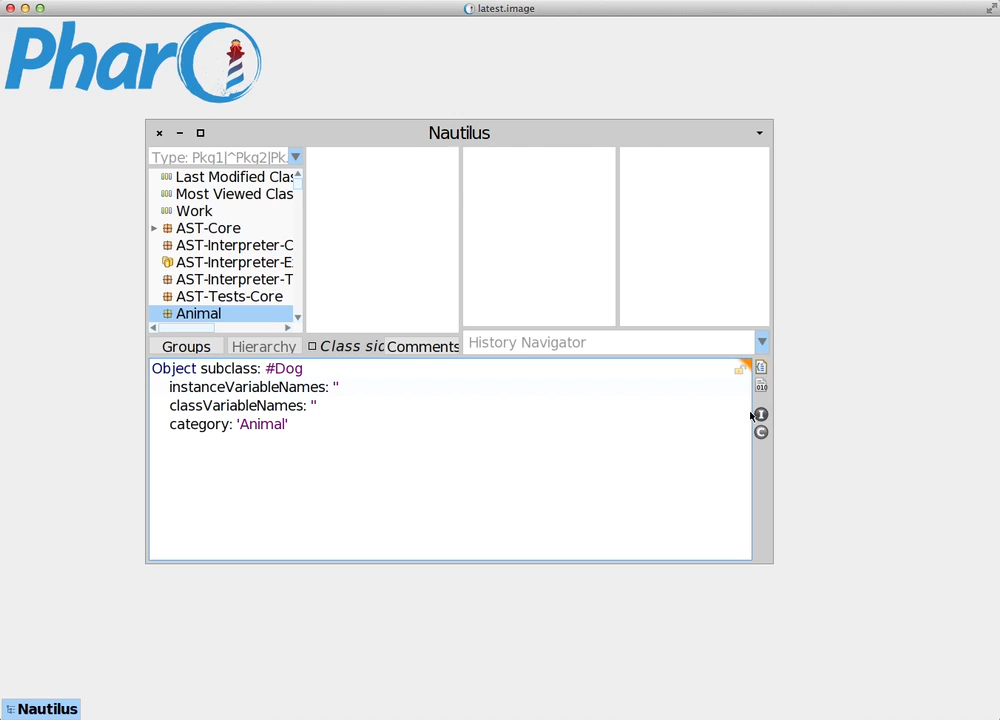 latest.image
Pharo
Nautilus
Type: Pkg1|^Pkg2|Pk.
Last Modified Clas
Most Viewed Clas
Work
AST-Core
AST-Interpreter-C
AST-Interpreter-E
AST-Interpreter-T
AST-Tests-Core
Animal
Groups
Hierarchy
Class sid
Comments
History Navigator
Object subclass: #Dog
instanceVariableNames: ''
classVariableNames: ''
category: 'Animal'
010
I
C
Nautilus